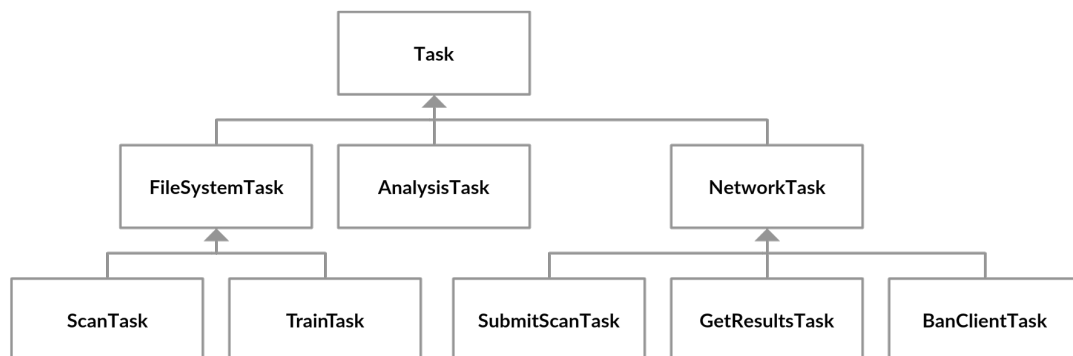 Task
FileSystemTask
AnalysisTask
NetworkTask
ScanTask
TrainTask
SubmitScanTask
GetResultsTask
BanClientTask